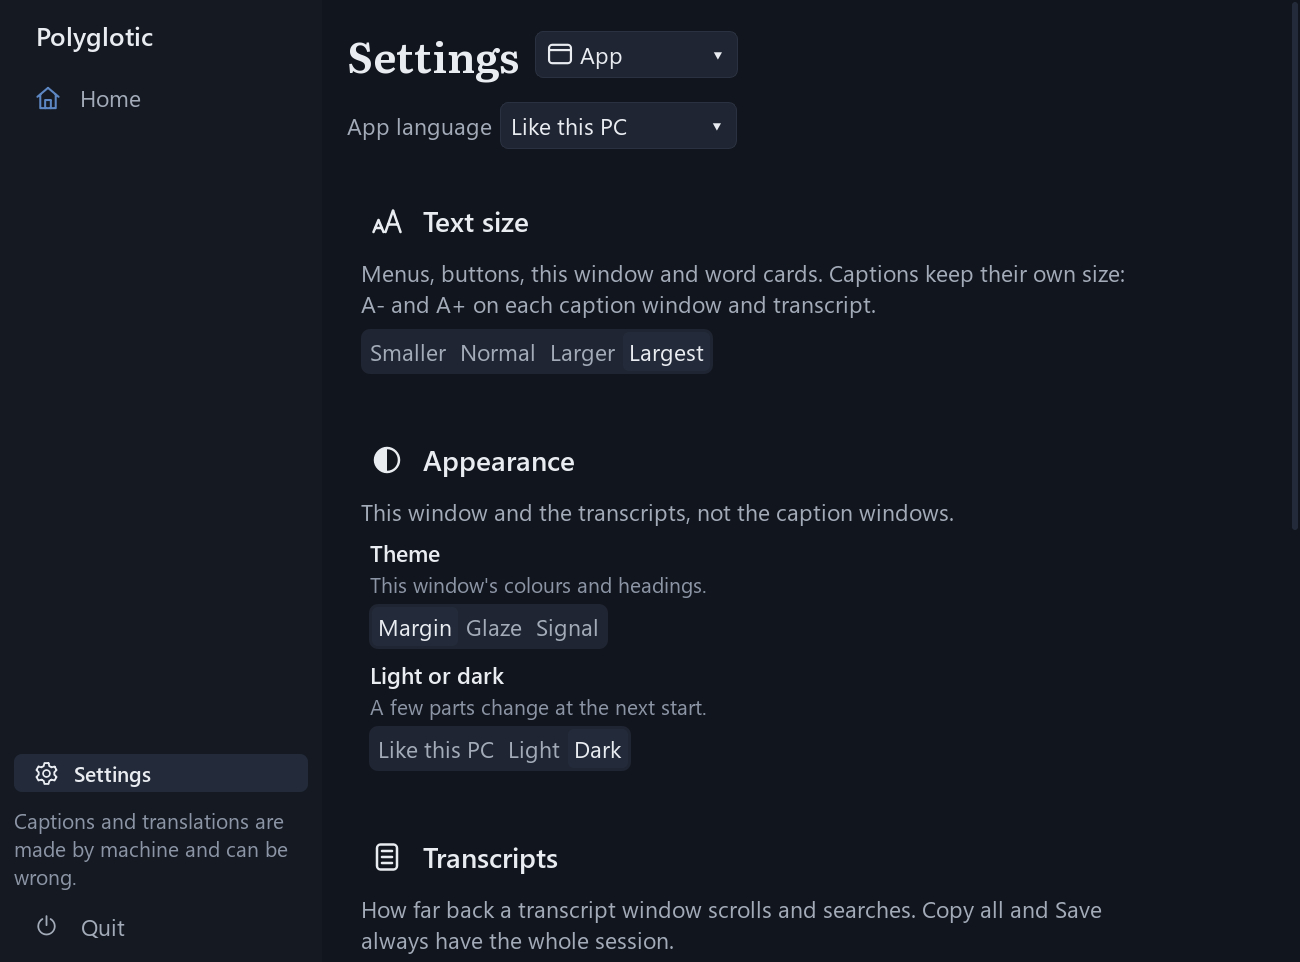 Polyglotic
Home
Settings
App
App language
Like this PC
Text size
Menus, buttons, this window and word cards. Captions keep their own size:
A- and A+ on each caption window and transcript.
Smaller Normal Larger Largest
Appearance
This window and the transcripts, not the caption windows.
Theme
This window's colours and headings.
Margin Glaze Signal
Light or dark
A few parts change at the next start.
Like this PC Light Dark
Transcripts
How far back a transcript window scrolls and searches. Copy all and Save
always have the whole session.
Settings
Captions and translations are
made by machine and can be
wrong.
Quit